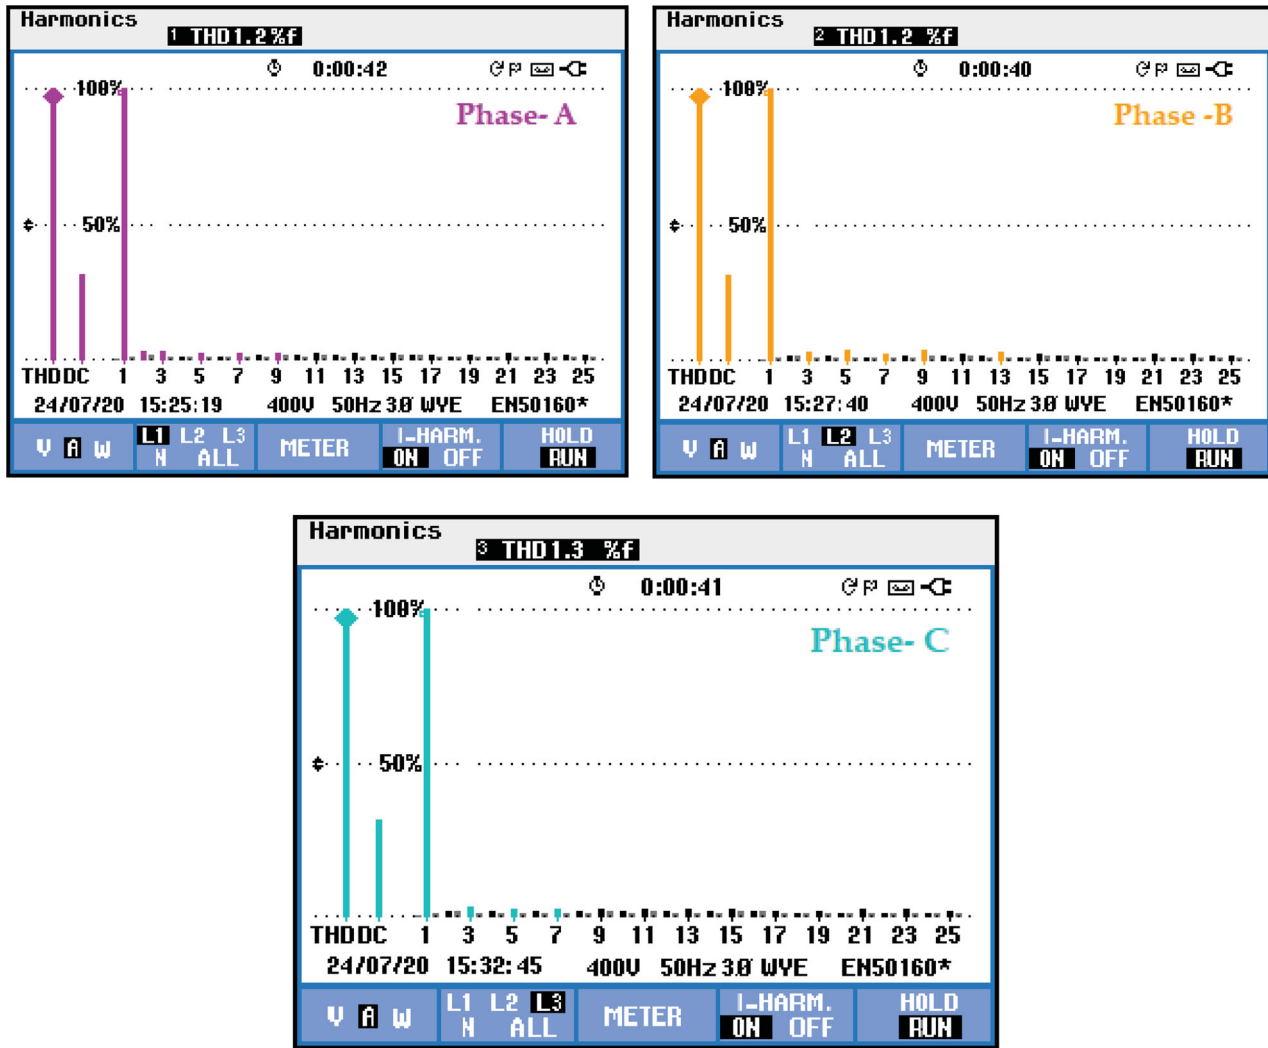 Harmonics
1 THD1.2%f
0:00:42
100%
Phase- A
50%
THD DC 1 3 5 7 9 11 13 15 17 19 21 23 25
24/07/20 15:25:19 400V 50Hz 3Ø WYE EN50160*
V A W L1 L2 L3 N ALL METER I-HARM. ON OFF HOLD RUN
Harmonics
2 THD1.2 %f
0:00:40
100%
Phase -B
50%
THD DC 1 3 5 7 9 11 13 15 17 19 21 23 25
24/07/20 15:27:40 400V 50Hz 3Ø WYE EN50160*
V A W L1 L2 L3 N ALL METER I-HARM. ON OFF HOLD RUN
Harmonics
3 THD1.3 %f
0:00:41
100%
Phase- C
50%
THD DC 1 3 5 7 9 11 13 15 17 19 21 23 25
24/07/20 15:32:45 400V 50Hz 3Ø WYE EN50160*
V A W L1 L2 L3 N ALL METER I-HARM. ON OFF HOLD RUN